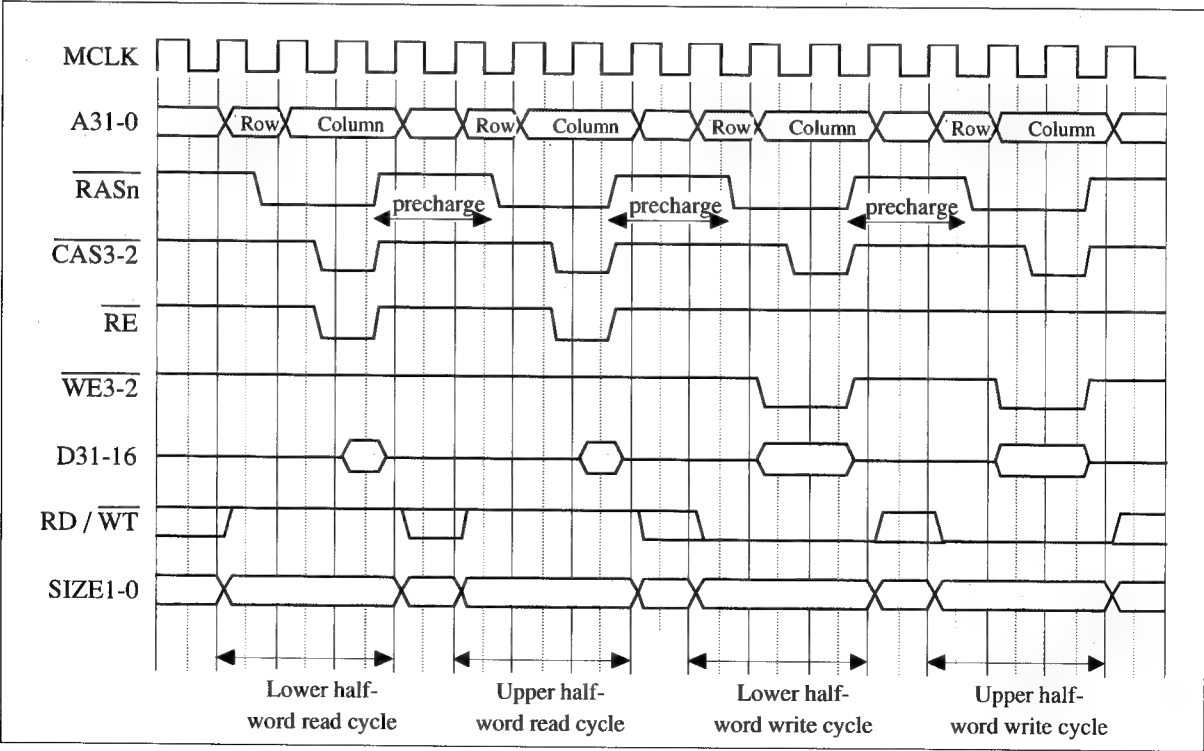 MCLK
A31-0
Row Column Row Column Row Column Row Column
RASn
precharge precharge precharge
CAS3-2
RE
WE3-2
D31-16
RD / WT
SIZE1-0
Lower half-
word read cycle
Upper half-
word read cycle
Lower half-
word write cycle
Upper half-
word write cycle